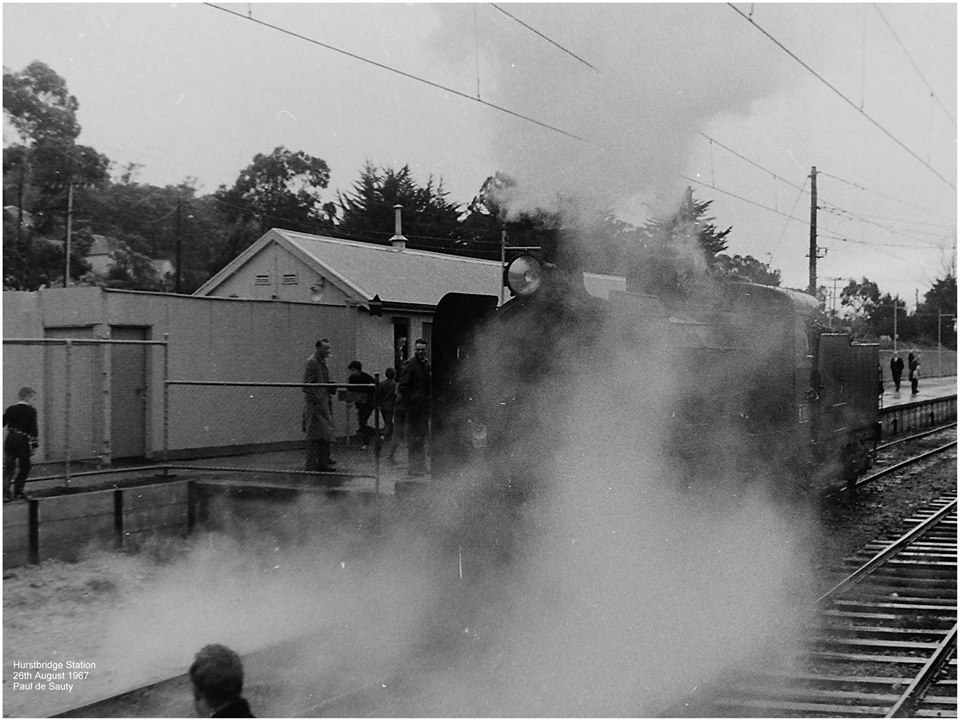 Hurstbridge Station
26th August 1967
Paul de Sauty